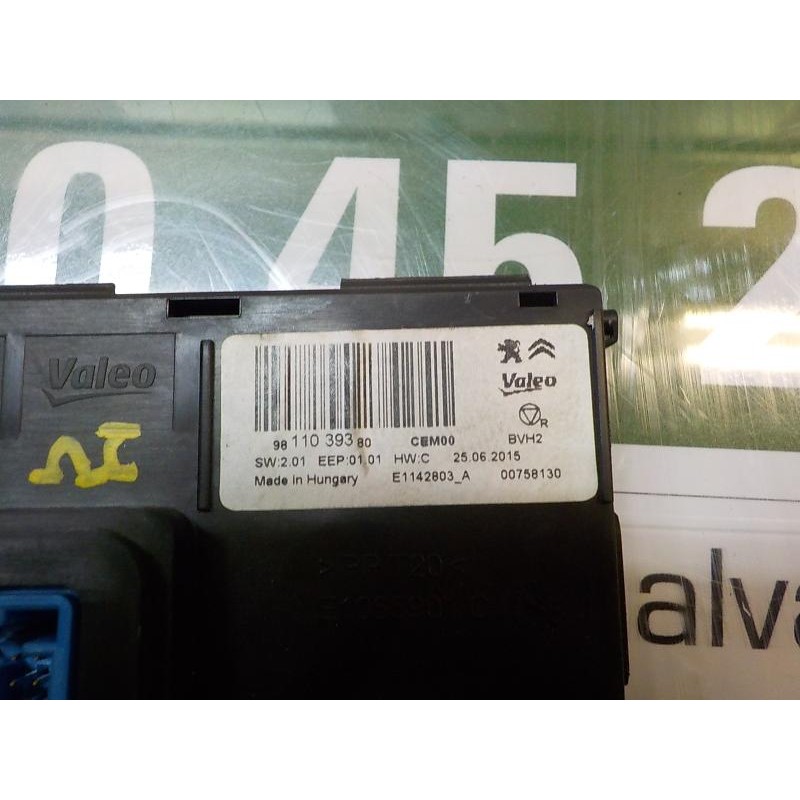 0 45 2
Valeo
Valeo
98 110 393 80 CEM00 BVH2
SW:2.01 EEP:01.01 HW:C 25.06.2015
Made in Hungary E1142803_A 00758130
R
alva